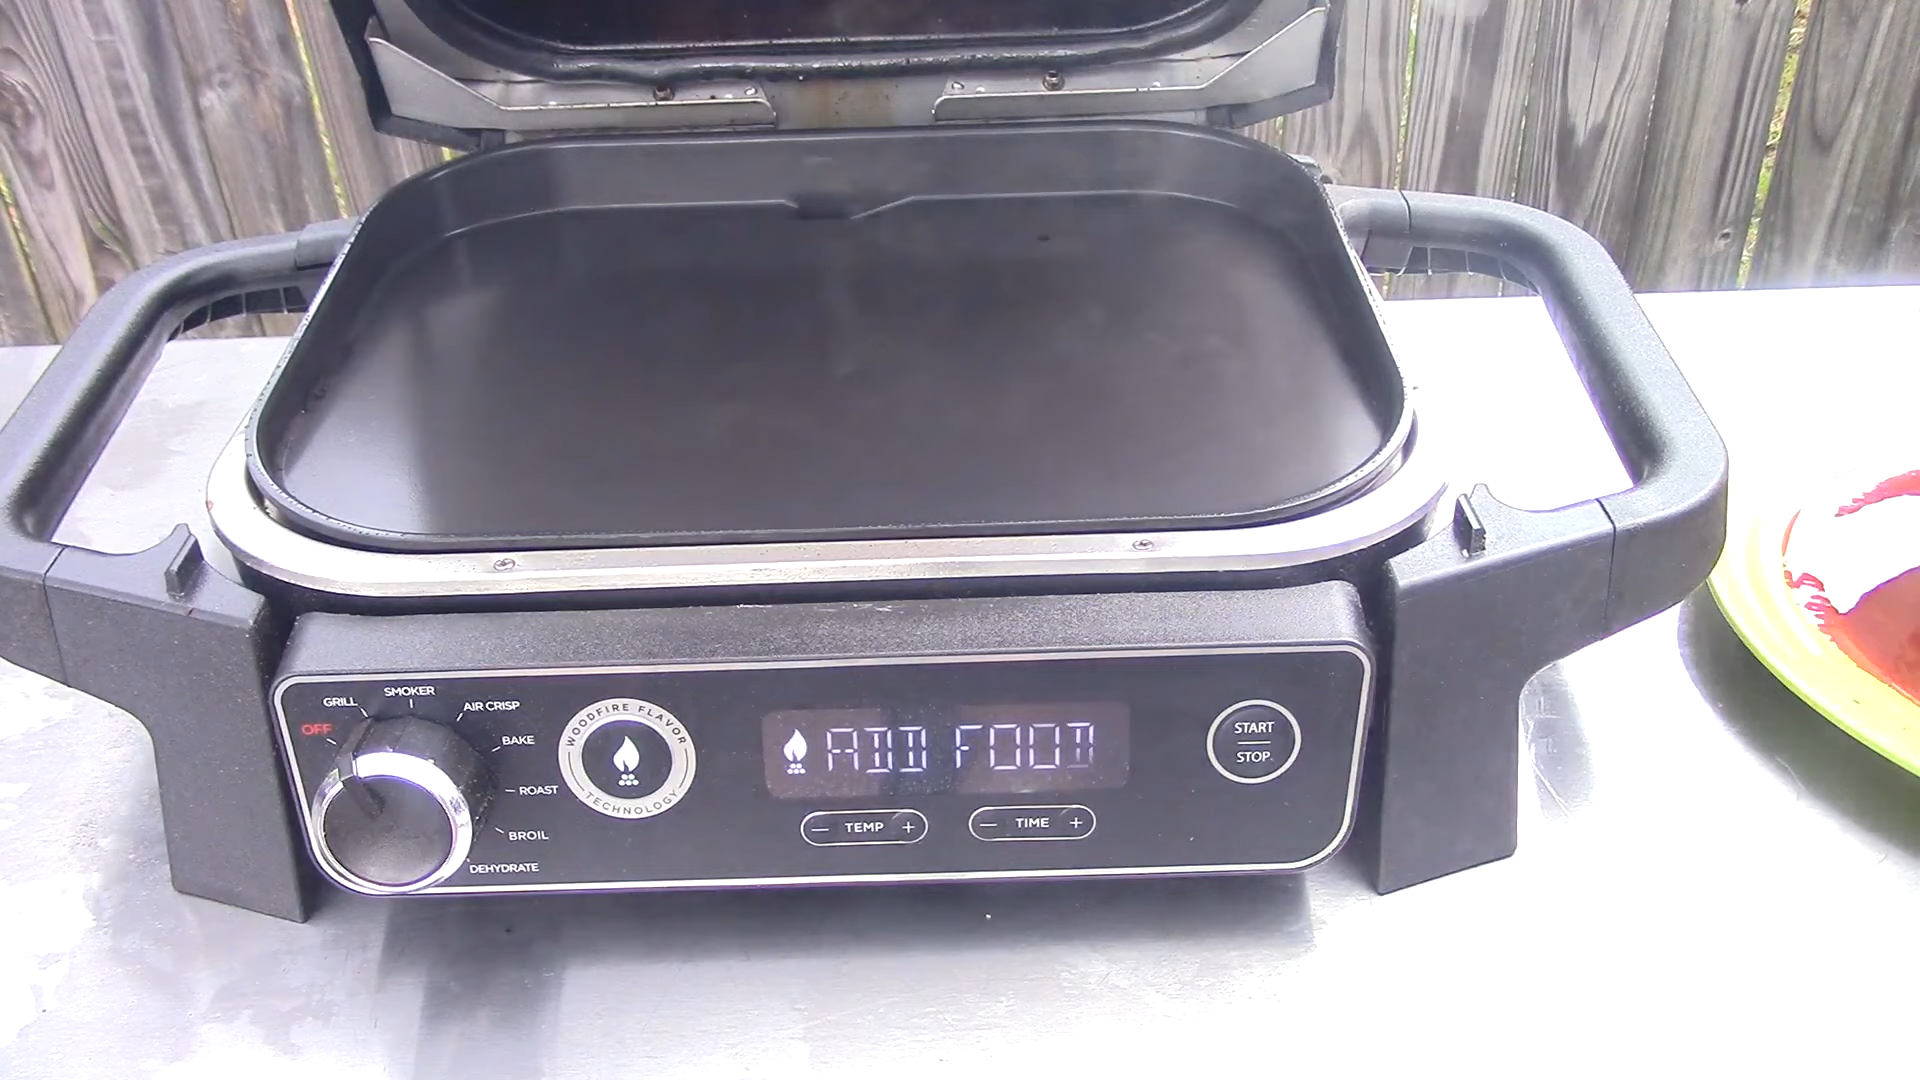 OFF
GRILL
SMOKER
AIR CRISP
BAKE
ROAST
BROIL
DEHYDRATE
WOODFIRE FLAVOR
TECHNOLOGY
ADD FOOD
− TEMP +
− TIME +
START
STOP